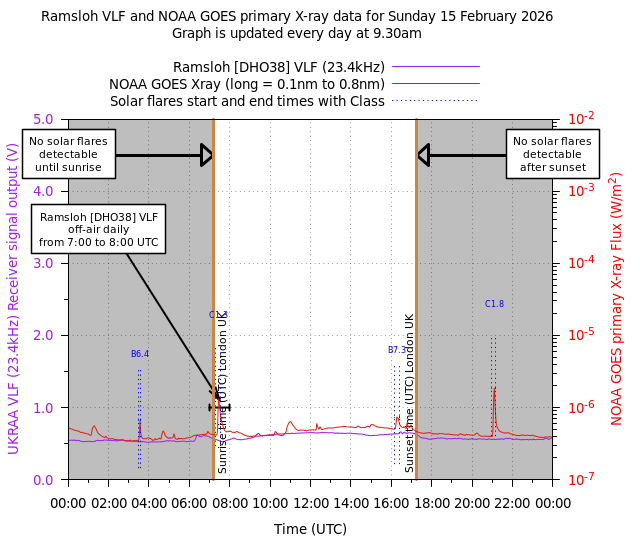 Ramsloh VLF and NOAA GOES primary X-ray data for Sunday 15 February 2026
Graph is updated every day at 9.30am
Ramsloh [DHO38] VLF (23.4kHz)
NOAA GOES Xray (long = 0.1nm to 0.8nm)
Solar flares start and end times with Class
UKRAA VLF (23.4kHz) Receiver signal output (V)
5.0
4.0
3.0
2.0
1.0
0.0
No solar flares
detectable
until sunrise
Ramsloh [DHO38] VLF
off-air daily
from 7:00 to 8:00 UTC
No solar flares
detectable
after sunset
B6.4
B7.3
C1.8
Sunrise time (UTC) London UK
Sunset time (UTC) London UK
10-2
10-3
10-4
10-5
10-6
10-7
NOAA GOES primary X-ray Flux (W/m2)
00:00 02:00 04:00 06:00 08:00 10:00 12:00 14:00 16:00 18:00 20:00 22:00 00:00
Time (UTC)